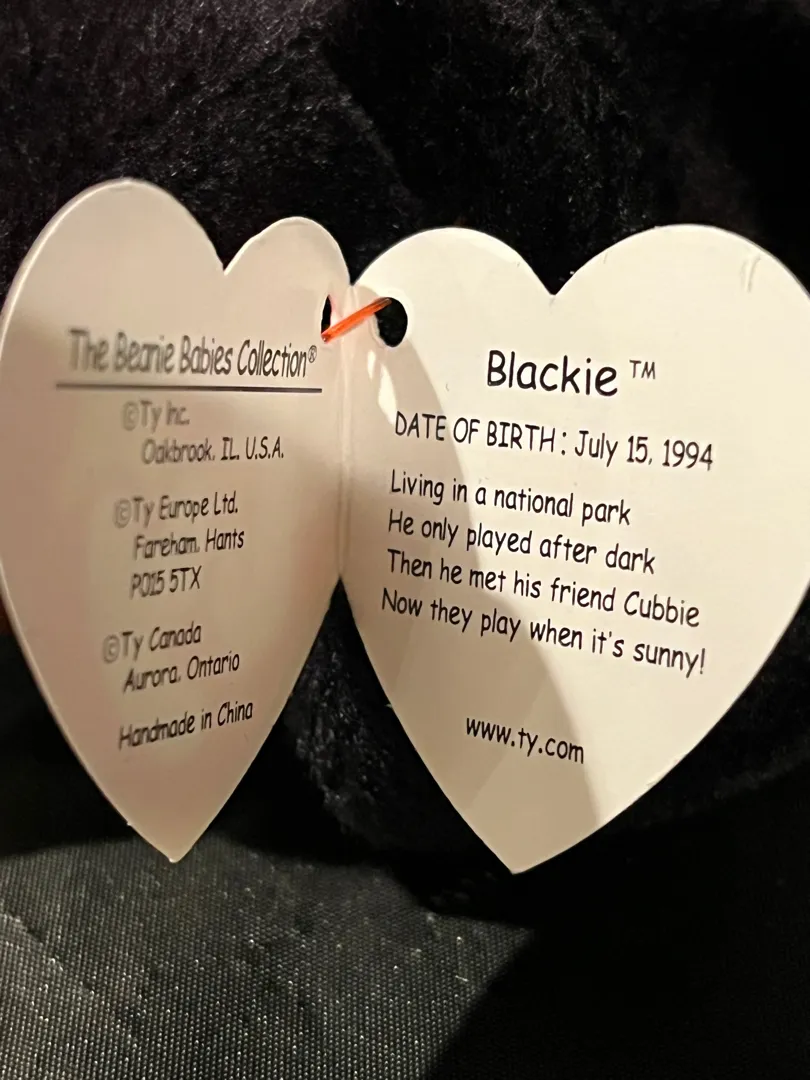 The Beanie Babies Collection®
©Ty Inc.
Oakbrook, IL. U.S.A.
©Ty Europe Ltd.
Fareham, Hants
PO15 5TX
©Ty Canada
Aurora, Ontario
Handmade in China
Blackie ™
DATE OF BIRTH : July 15, 1994
Living in a national park
He only played after dark
Then he met his friend Cubbie
Now they play when it's sunny!
www.ty.com